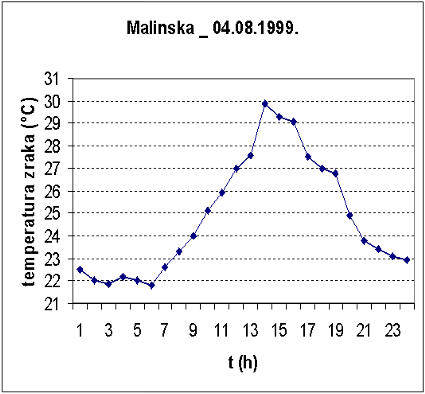 Malinska _ 04.08.1999.
temperatura zraka (°C)
31
30
29
28
27
26
25
24
23
22
21
1 3 5 7 9 11 13 15 17 19 21 23
t (h)